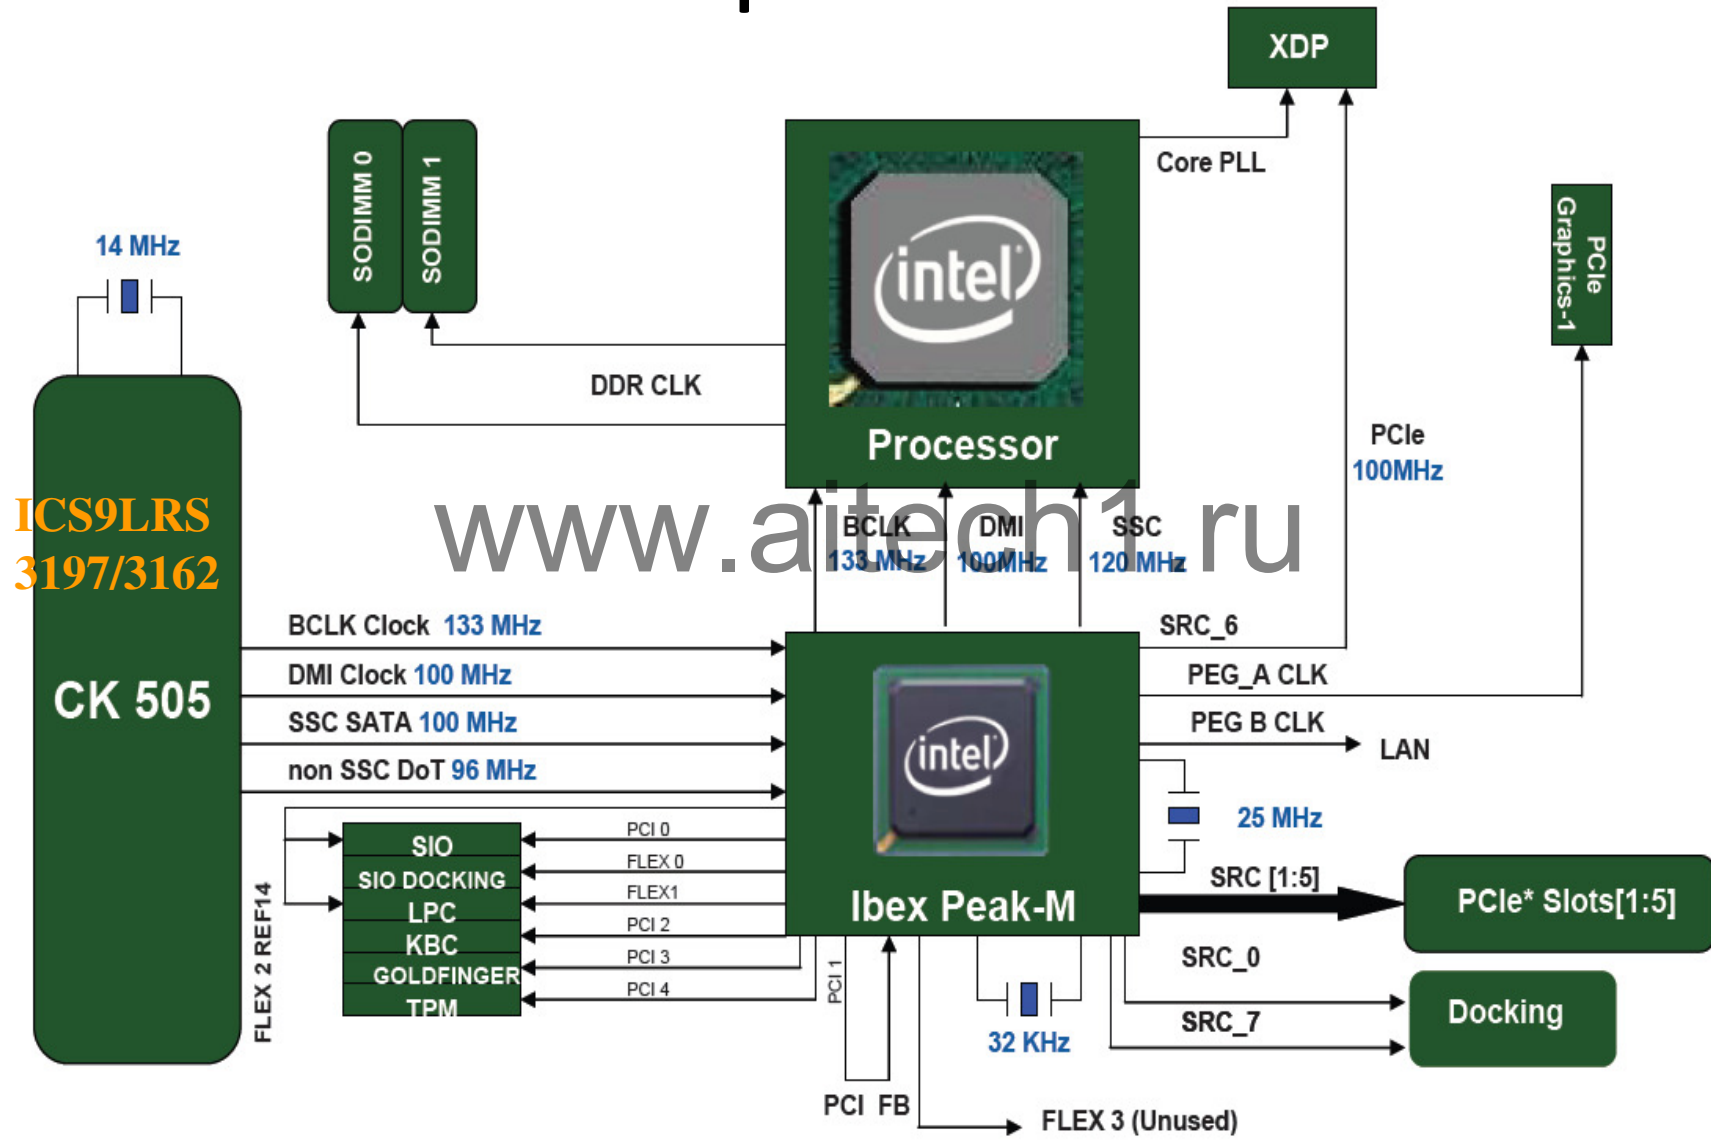 XDP
Core PLL
SODIMM 0
SODIMM 1
PCIe
Graphics-1
14 MHz
intel
DDR CLK
Processor
PCIe
100MHz
ICS9LRS
3197/3162
www.aitech1.ru
BCLK
133 MHz
DMI
100MHz
SSC
120 MHz
BCLK Clock 133 MHz
SRC_6
DMI Clock 100 MHz
PEG_A CLK
CK 505
SSC SATA 100 MHz
PEG B CLK
LAN
non SSC DoT 96 MHz
intel
25 MHz
SIO
PCI 0
SIO DOCKING
FLEX 0
LPC
FLEX1
KBC
PCI 2
GOLDFINGER
PCI 3
TPM
PCI 4
FLEX 2 REF14
Ibex Peak-M
SRC [1:5]
PCIe* Slots[1:5]
SRC_0
PCI 1
Docking
SRC_7
32 KHz
PCI FB
FLEX 3 (Unused)